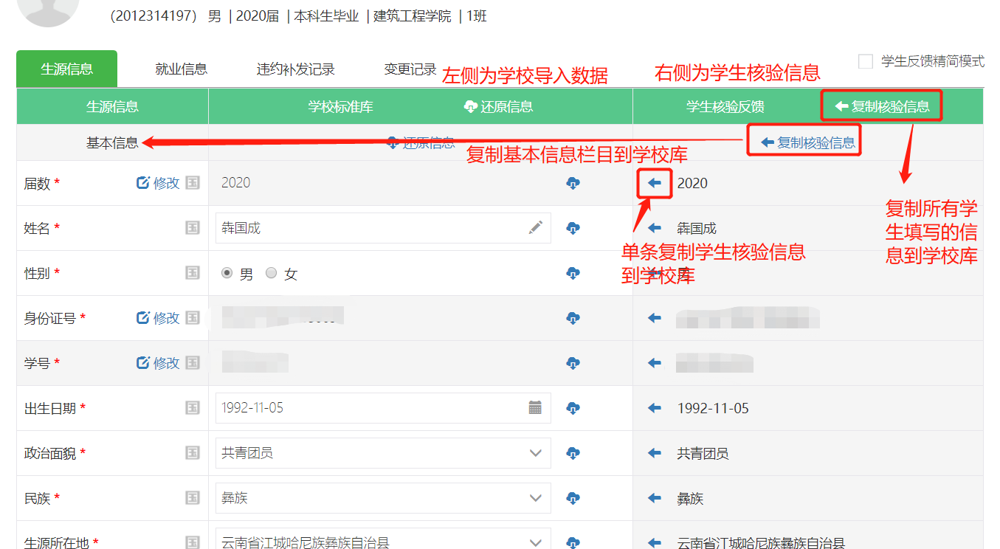 （2012314197） 男 | 2020届 | 本科生毕业 | 建筑工程学院 | 1班
生源信息 就业信息 违约补发记录 变更记录 左侧为学校导入数据 右侧为学生核验信息 学生反馈精简模式
生源信息 学校标准库 还原信息 学生核验反馈 复制核验信息
基本信息 还原信息 复制核验信息
复制基本信息栏目到学校库
届数 * 修改 国 2020 2020
复制所有学
生填写的信
息到学校库
姓名 * 国 犇国成 犇国成
单条复制学生核验信息
到学校库
性别 * 国 男 女 男
身份证号 * 修改 国
学号 * 修改 国
出生日期 * 国 1992-11-05 1992-11-05
政治面貌 * 国 共青团员 共青团员
民族 * 国 彝族 彝族
生源所在地 * 国 云南省江城哈尼族彝族自治县 云南省江城哈尼族彝族自治县